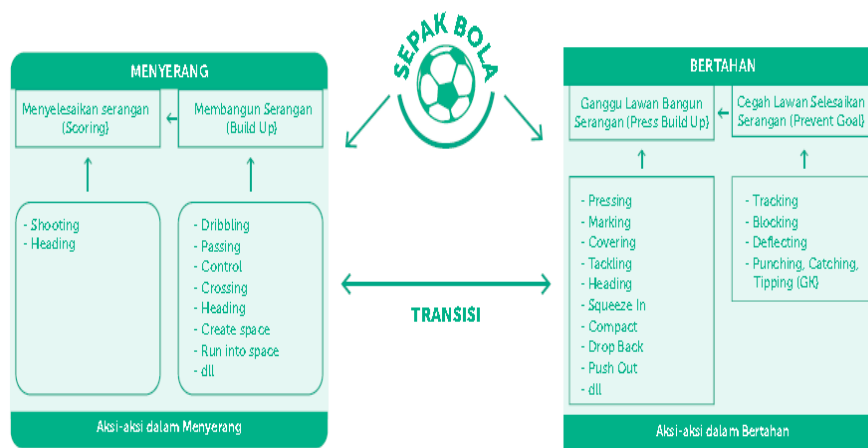 SEPAK BOLA
MENYERANG
Menyelesaikan serangan
(Scoring}
Membangun Serangan
(Build Up}
- Shooting
- Heading
- Dribbling
- Passing
- Control
- Crossing
- Heading
- Create space
- Run into space
- dll
Aksi-aksi dalam Menyerang
TRANSISI
BERTAHAN
Ganggu Lawan Bangun
Serangan (Press Build Up}
Cegah Lawan Selesaikan
Serangan (Prevent Goal}
- Pressing
- Marking
- Covering
- Tackling
- Heading
- Squeeze In
- Compact
- Drop Back
- Push Out
- dll
- Tracking
- Blocking
- Deflecting
- Punching, Catching,
Tipping (GK}
Aksi-aksi dalam Bertahan